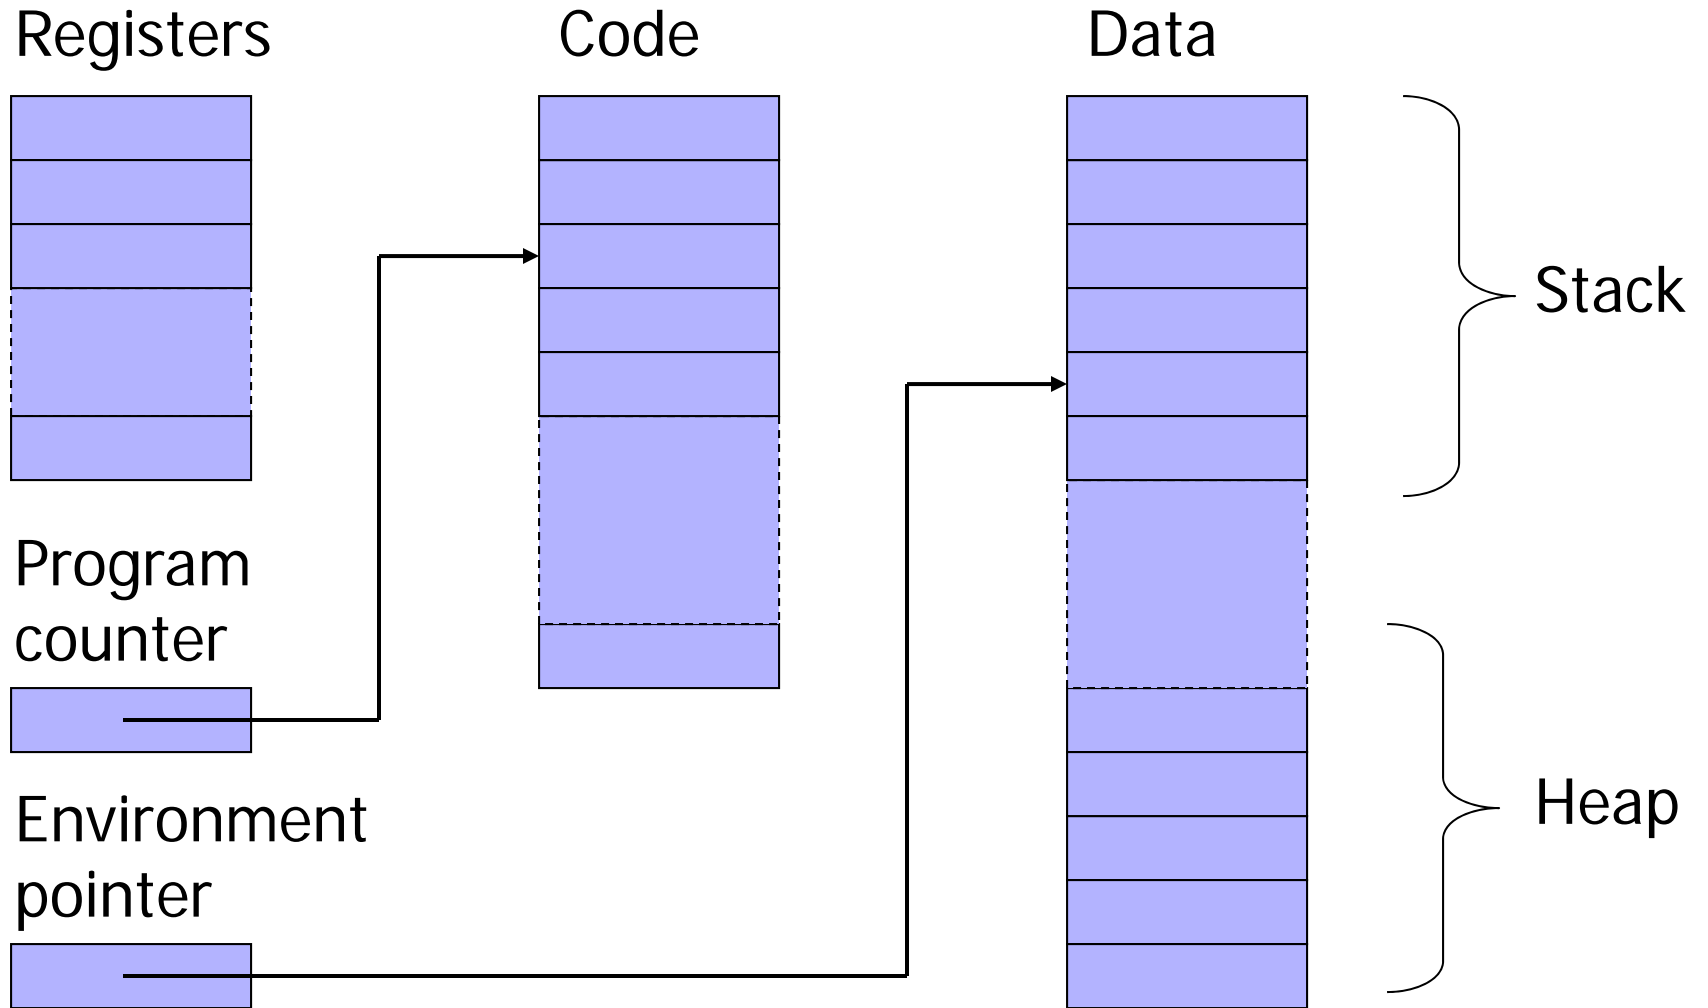 Registers
Code
Data
Stack
Program
counter
Heap
Environment
pointer